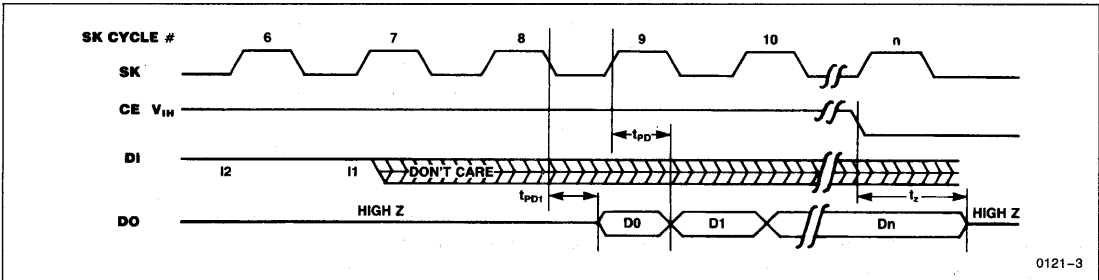 SK CYCLE # 6 7 8 9 10 n
SK
CE VIH
tPD
DI I2 I1 DON'T CARE
tPD1 tz
HIGH Z HIGH Z
DO D0 D1 Dn
0121-3